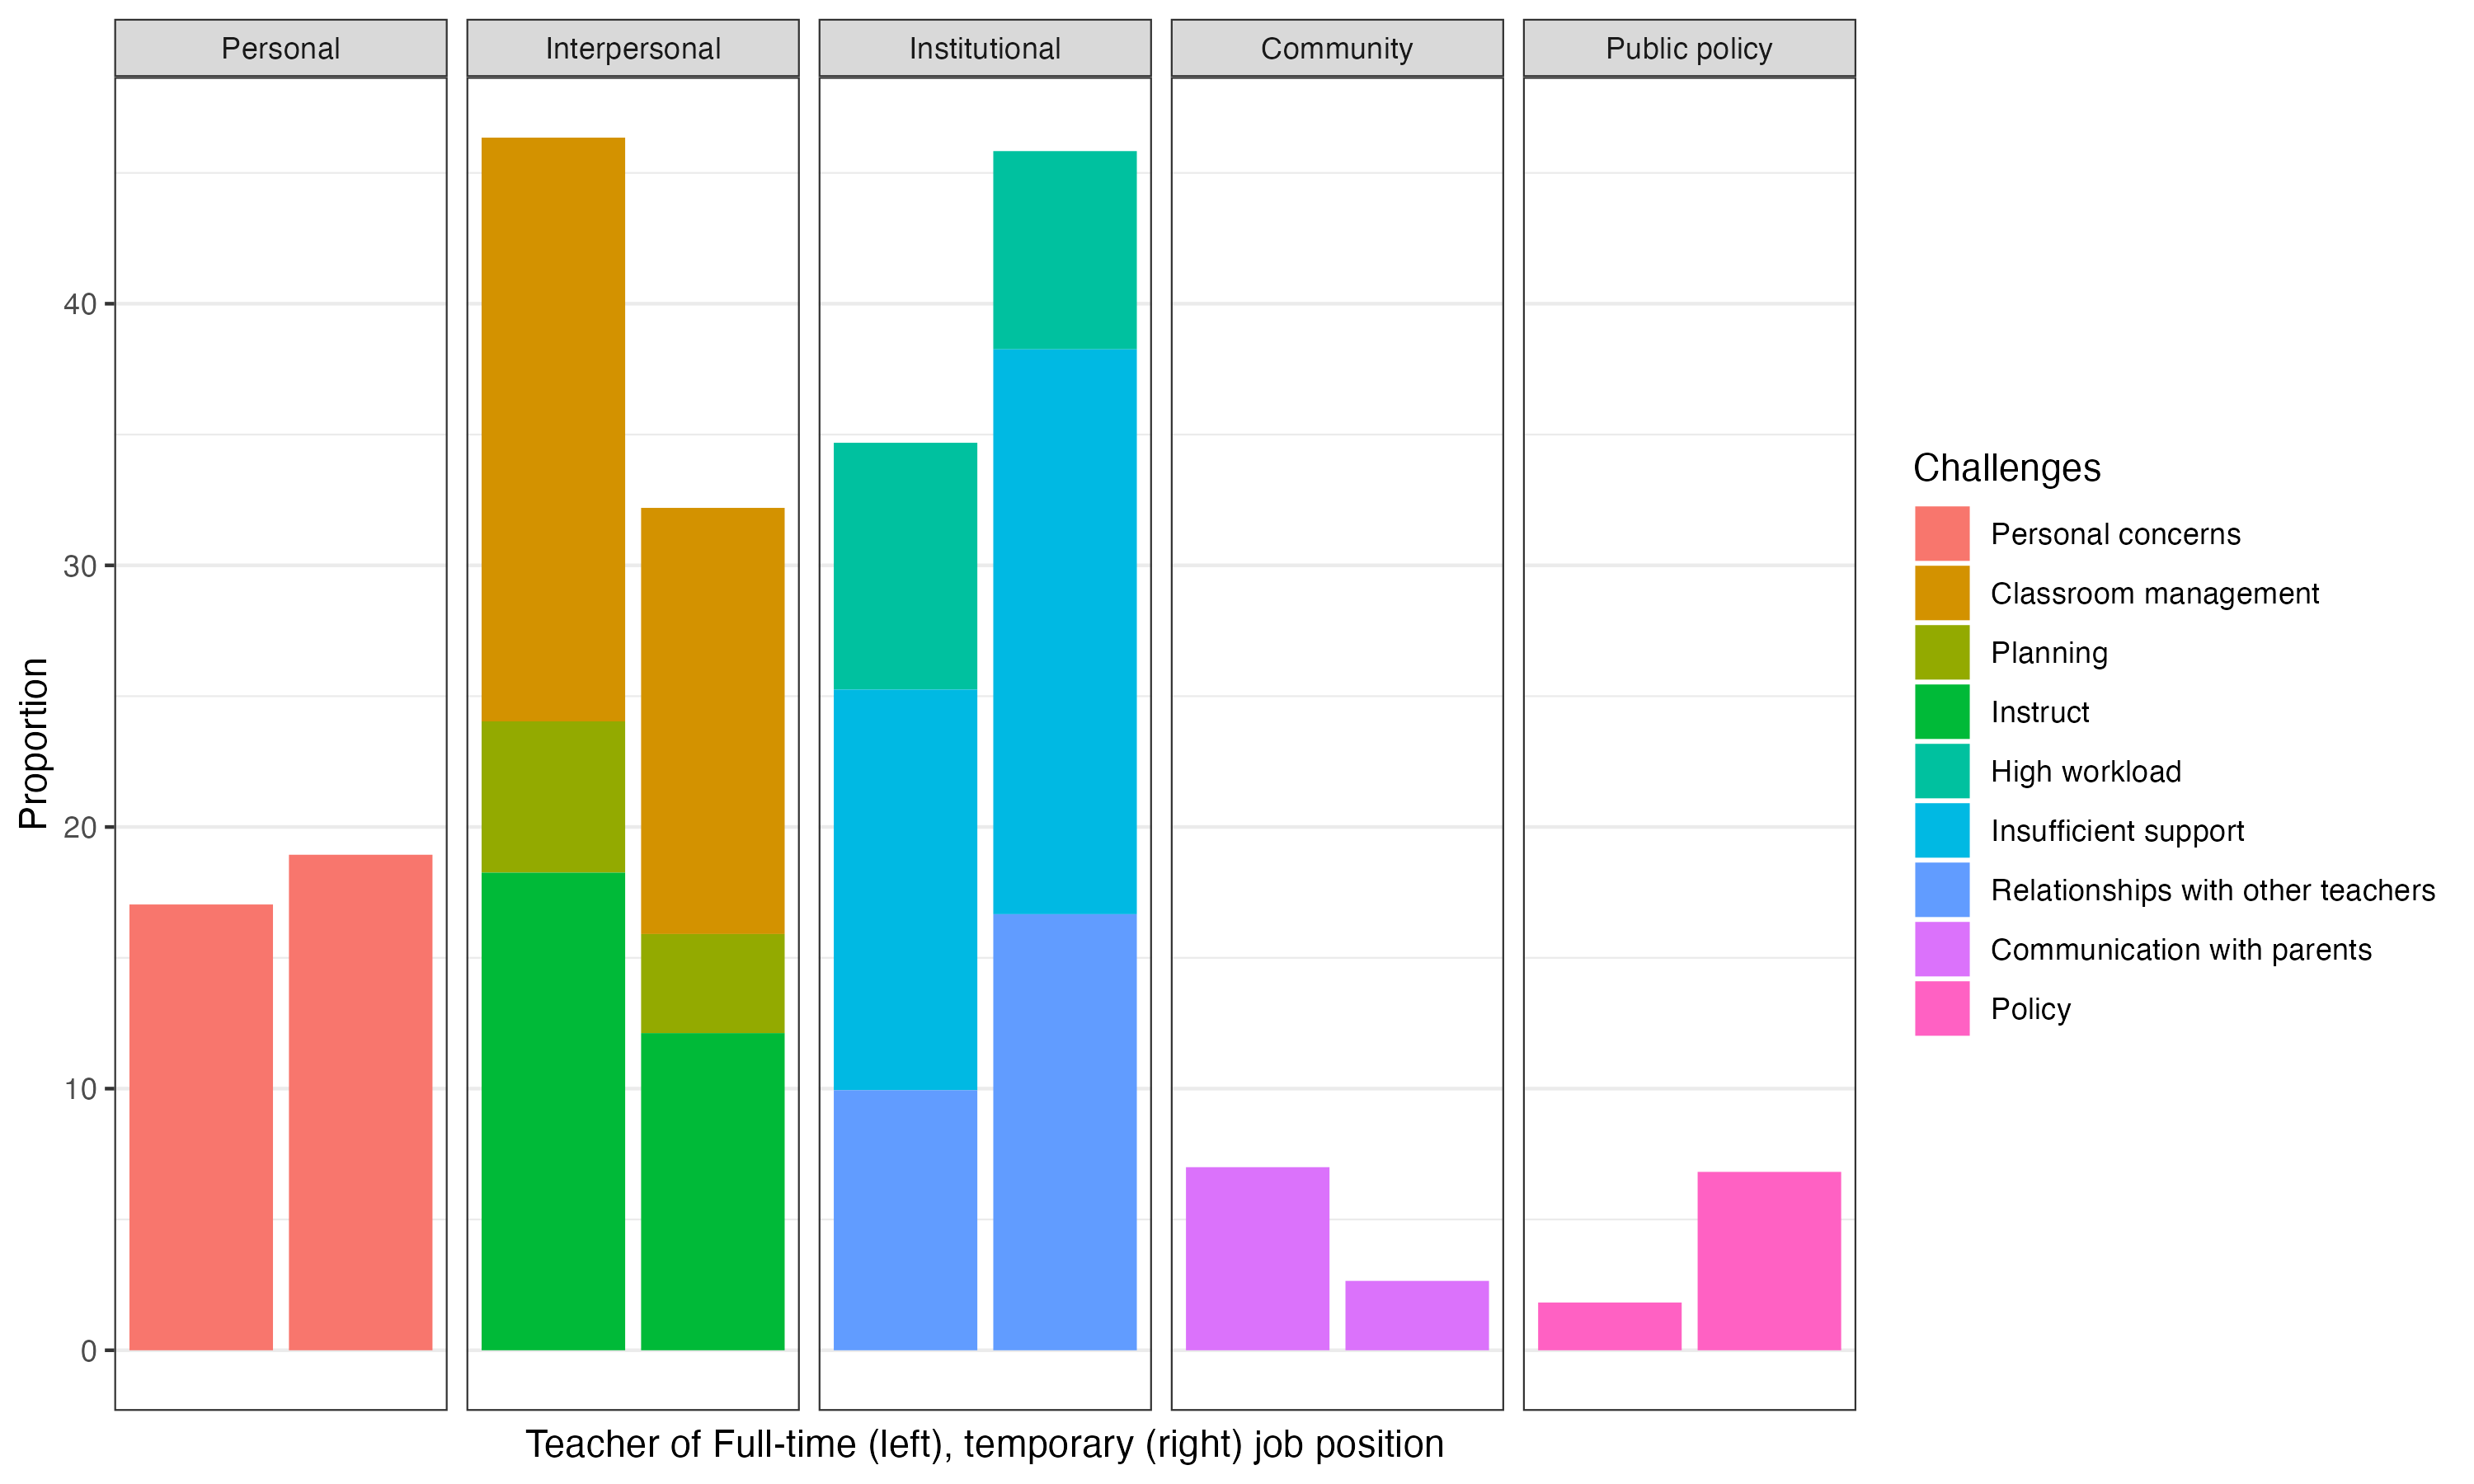 Personal
Interpersonal
Institutional
Community
Public policy
Proportion
40
30
20
10
0
Teacher of Full-time (left), temporary (right) job position
Challenges
Personal concerns
Classroom management
Planning
Instruct
High workload
Insufficient support
Relationships with other teachers
Communication with parents
Policy